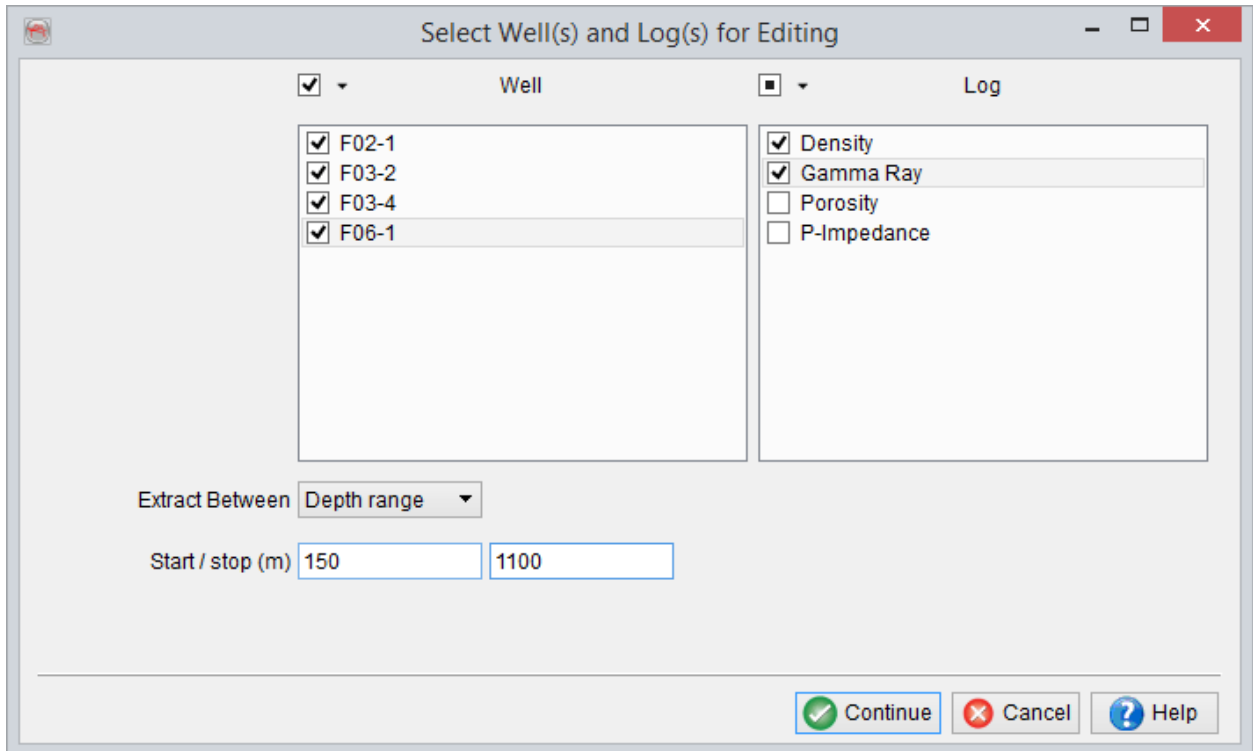 Select Well(s) and Log(s) for Editing
Well
Log
F02-1
F03-2
F03-4
F06-1
Density
Gamma Ray
Porosity
P-Impedance
Extract Between Depth range
Start / stop (m) 150 1100
Continue Cancel Help